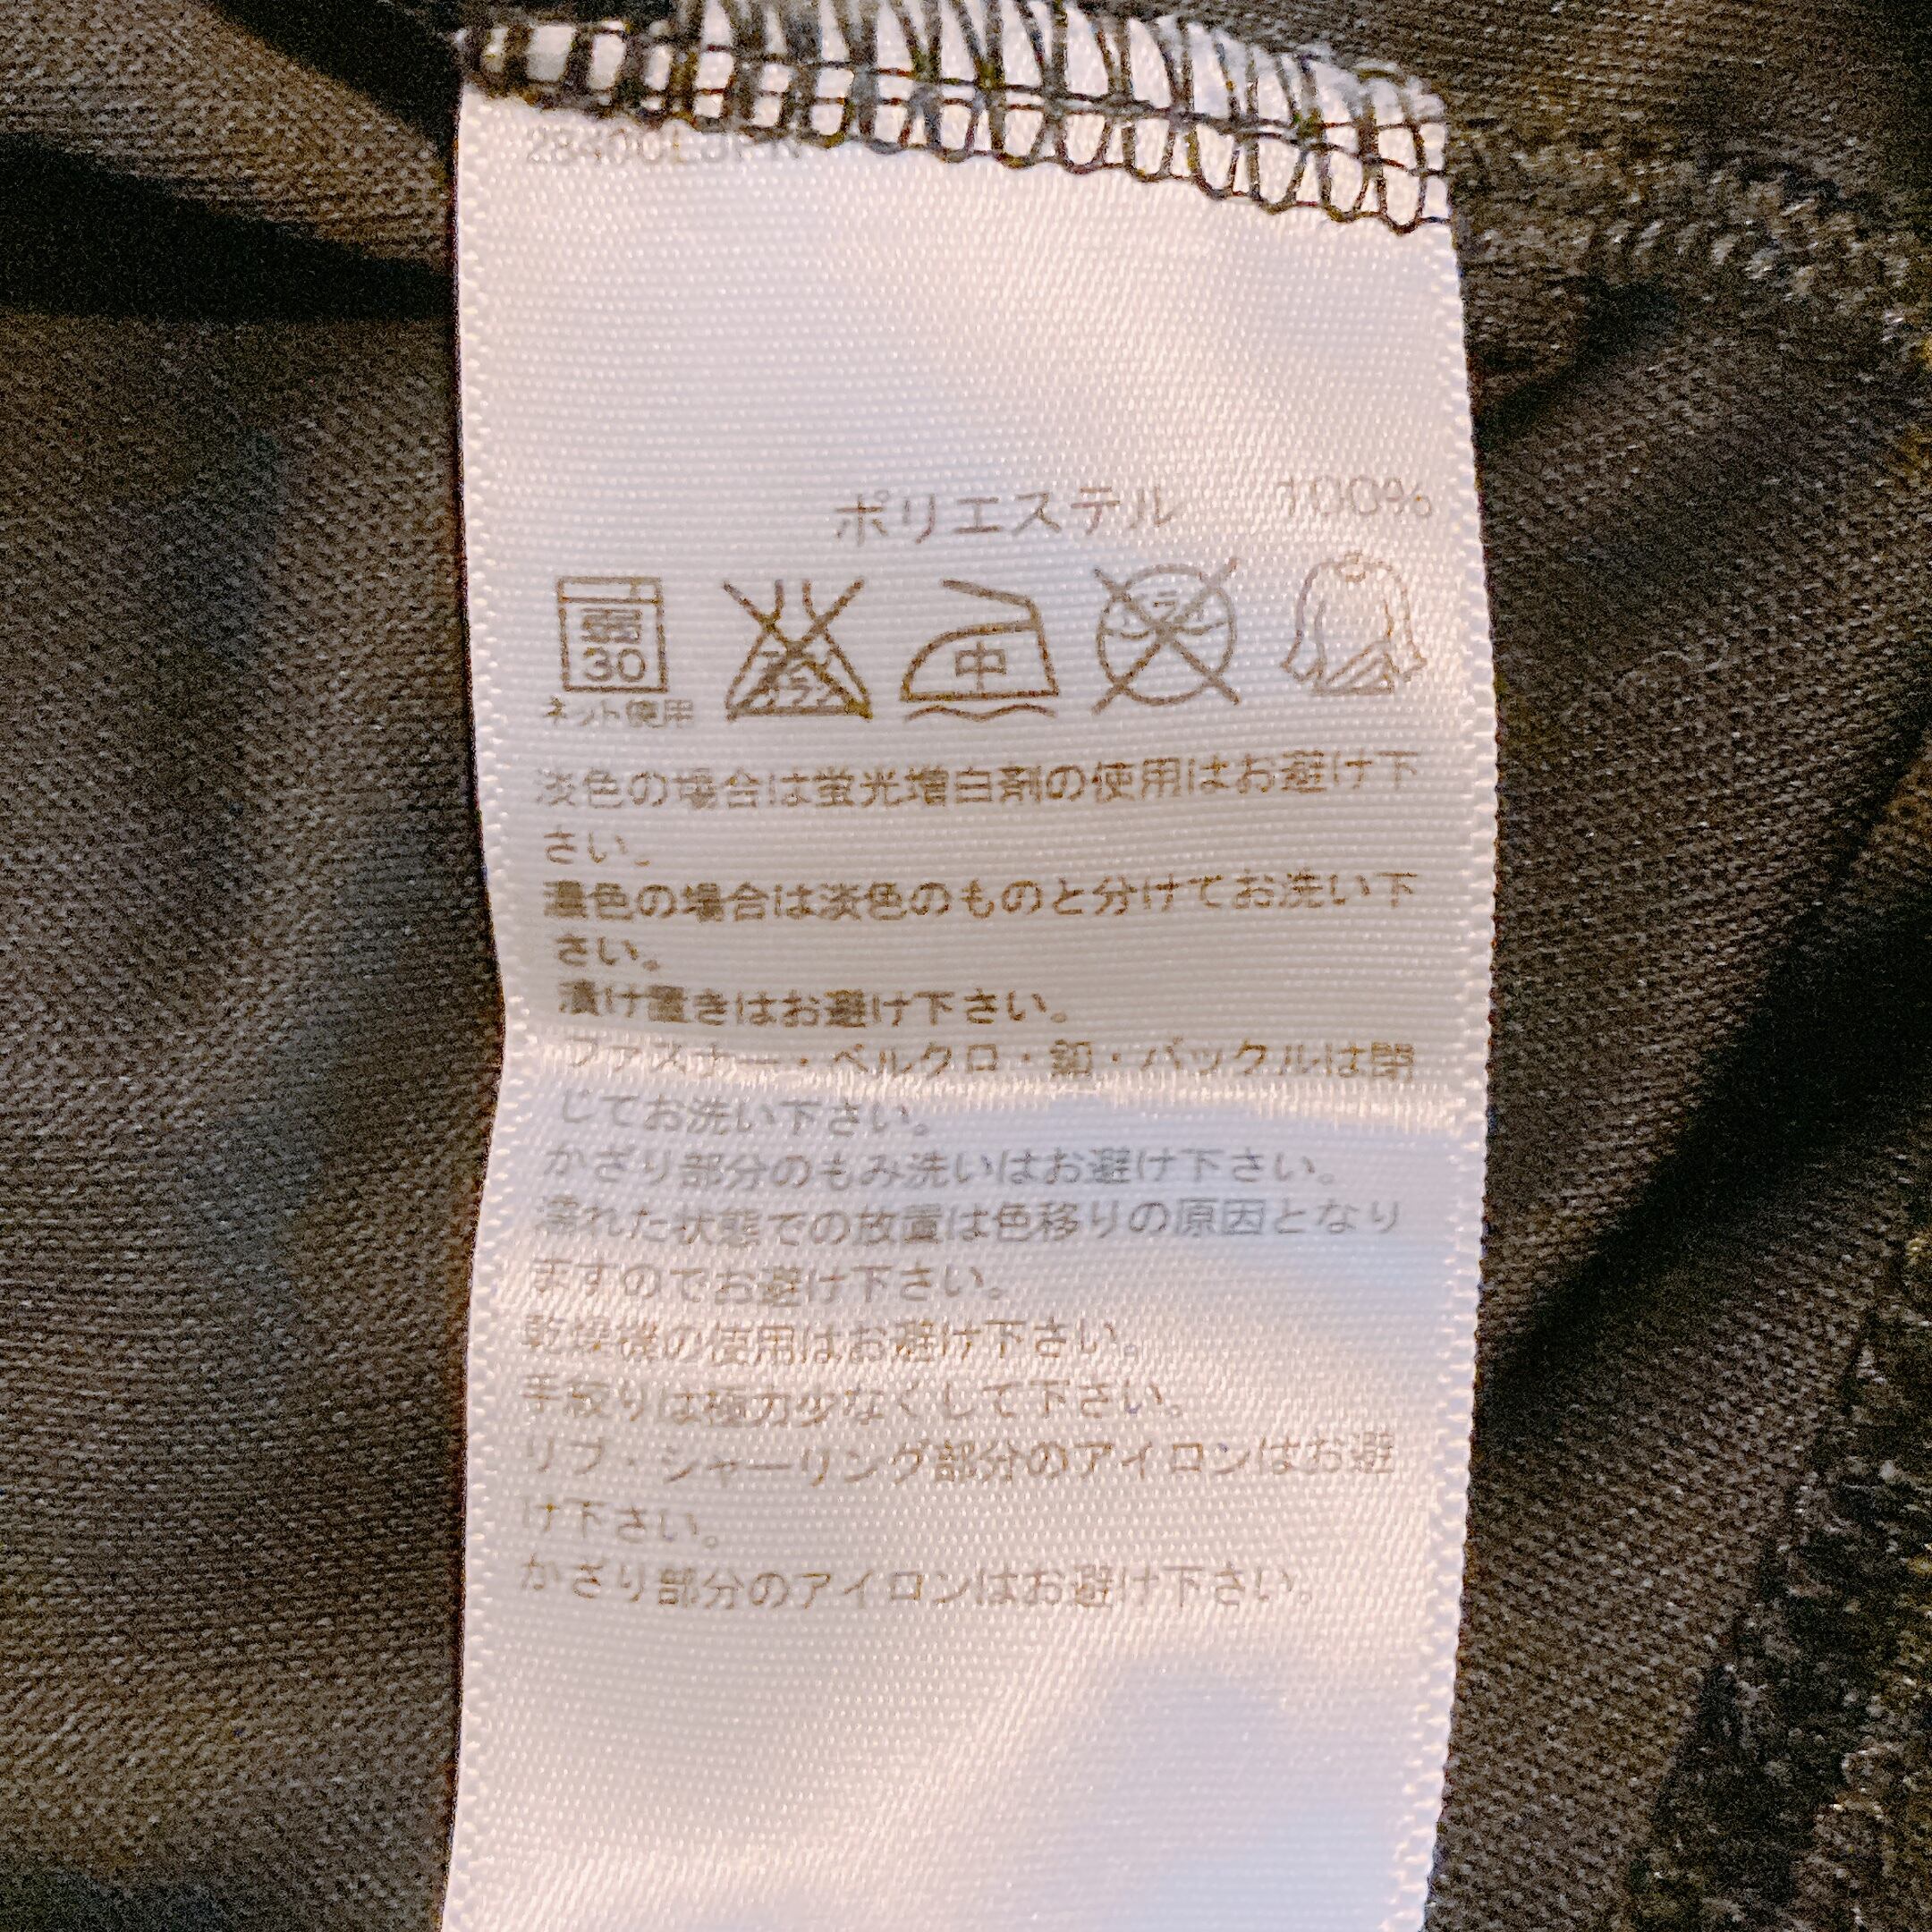 ポリエステル 100%
30
中
ネット使用
淡色の場合は蛍光増白剤の使用はお避け下
さい。
濃色の場合は淡色のものと分けてお洗い下
さい。
漬け置きはお避け下さい。
ファスナー・ベルクロ・釦・バックルは閉
じてお洗い下さい。
かざり部分のもみ洗いはお避け下さい。
濡れた状態での放置は色移りの原因となり
ますのでお避け下さい。
乾燥機の使用はお避け下さい。
手絞りは極力少なくして下さい。
リブ・シャーリング部分のアイロンはお避
け下さい。
かざり部分のアイロンはお避け下さい。